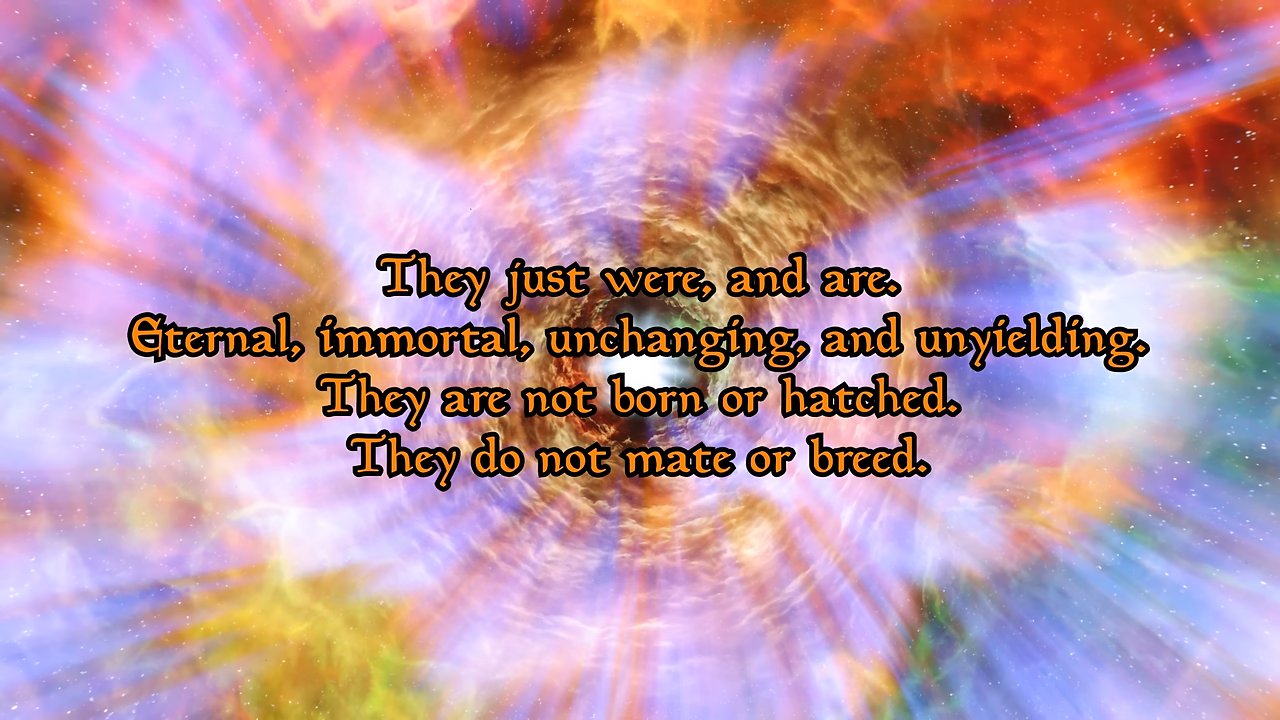 They just were, and are.
Eternal, immortal, unchanging, and unyielding.
They are not born or hatched.
They do not mate or breed.